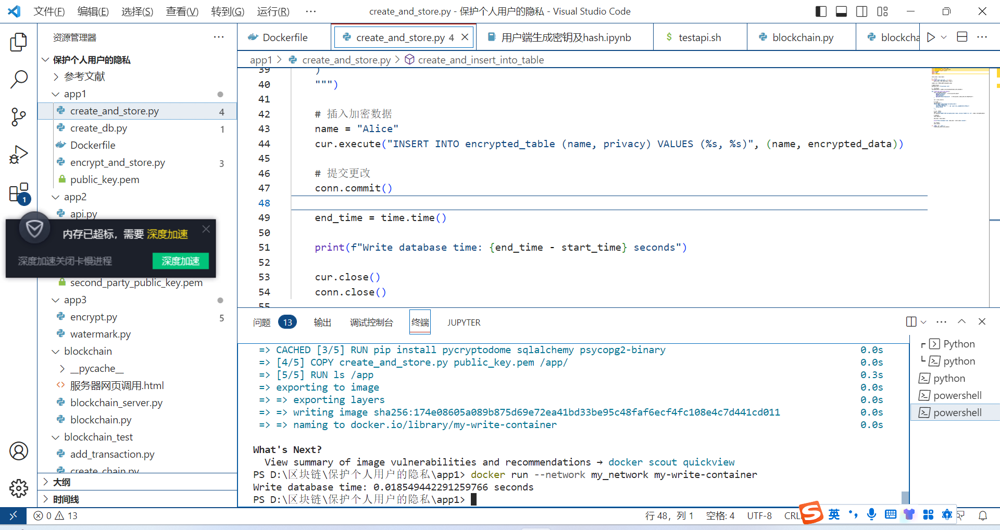 文件(F) 编辑(E) 选择(S) 查看(V) 转到(G) 运行(R) ··· create_and_store.py - 保护个人用户的隐私 - Visual Studio Code
资源管理器 ···
保护个人用户的隐私
参考文献
app1
create_and_store.py 4
create_db.py 1
Dockerfile
encrypt_and_store.py 3
public_key.pem
app2
api.py
内存已超标，需要 深度加速
深度加速关闭卡慢进程 深度加速
second_party_public_key.pem
app3
encrypt.py 5
watermark.py
blockchain
__pycache__
服务器网页调用.html
blockchain_server.py
blockchain.py
blockchain_test
add_transaction.py
create_chain.py
大纲
时间线
1
Dockerfile create_and_store.py 4 用户端生成密钥及hash.ipynb testapi.sh blockchain.py blockcha
app1 > create_and_store.py > create_and_insert_into_table
39 )
40 """)
41
42 # 插入加密数据
43 name = "Alice"
44 cur.execute("INSERT INTO encrypted_table (name, privacy) VALUES (%s, %s)", (name, encrypted_data))
45
46 # 提交更改
47 conn.commit()
48
49 end_time = time.time()
50
51 print(f"Write database time: {end_time - start_time} seconds")
52
53 cur.close()
54 conn.close()
55
问题 13 输出 调试控制台 终端 JUPYTER
=> CACHED [3/5] RUN pip install pycryptodome sqlalchemy psycopg2-binary 0.0s
=> [4/5] COPY create_and_store.py public_key.pem /app/ 0.0s
=> [5/5] RUN ls /app 0.3s
=> exporting to image 0.0s
=> => exporting layers 0.0s
=> => writing image sha256:174e08605a089b875d69e72ea41bd33be95c48faf6ecf4fc108e4c7d441cd011 0.0s
=> => naming to docker.io/library/my-write-container 0.0s
What's Next?
View summary of image vulnerabilities and recommendations → docker scout quickview
PS D:\区块链\保护个人用户的隐私\app1> docker run --network my_network my-write-container
Write database time: 0.018549442291259766 seconds
PS D:\区块链\保护个人用户的隐私\app1>
Python
python
python
powershell
powershell
0 13 行 48，列 1 空格: 4 UTF-8 CRL 英